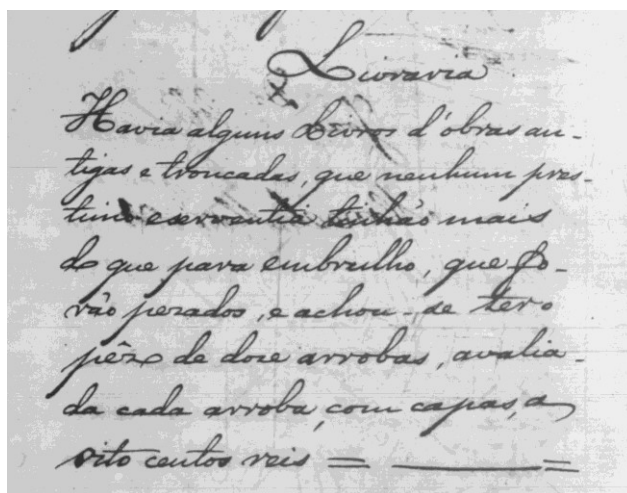 Livraria
Havia alguns Livros d'obras an-
tigas e troncadas, que nenhum pres-
timo e serventia tinhão mais
do que para embrulho, que fo-
rão pezados, e achou-se ter o
pêzo de doze arrobas, avalia-
da cada arroba, com capas, a
oito centos reis = ——— =